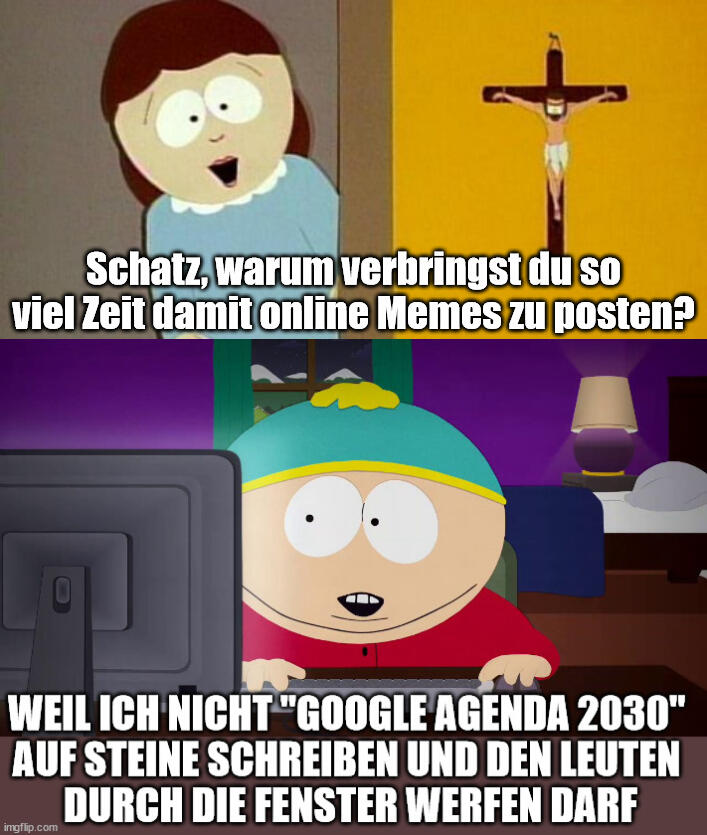 Schatz, warum verbringst du so
viel Zeit damit online Memes zu posten?
WEIL ICH NICHT "GOOGLE AGENDA 2030"
AUF STEINE SCHREIBEN UND DEN LEUTEN
DURCH DIE FENSTER WERFEN DARF
imgflip.com